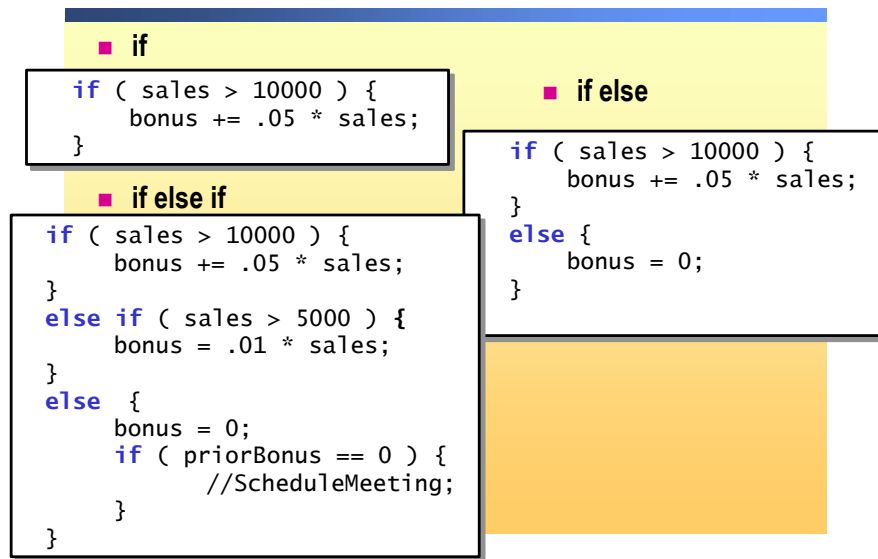 if
if ( sales > 10000 ) {
bonus += .05 * sales;
}
if else
if ( sales > 10000 ) {
bonus += .05 * sales;
}
else {
bonus = 0;
}
if else if
if ( sales > 10000 ) {
bonus += .05 * sales;
}
else if ( sales > 5000 ) {
bonus = .01 * sales;
}
else {
bonus = 0;
if ( priorBonus == 0 ) {
//ScheduleMeeting;
}
}